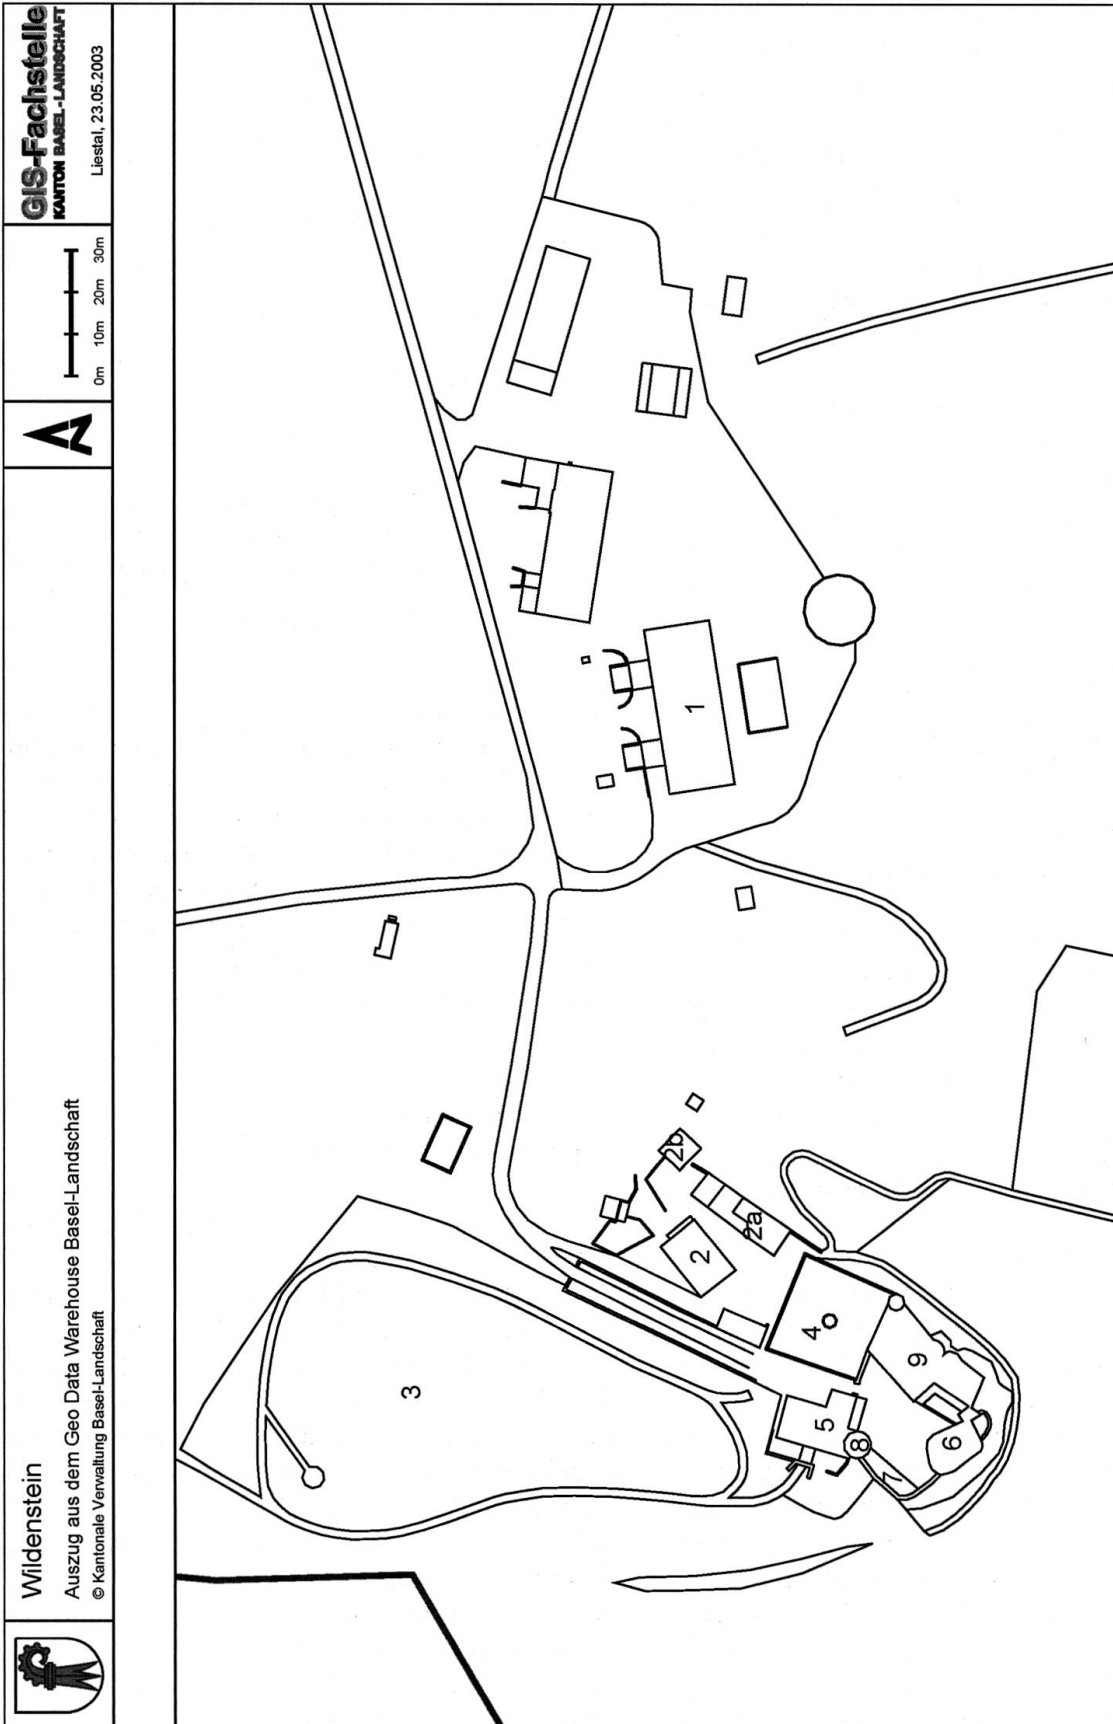 Wildenstein
Auszug aus dem Geo Data Warehouse Basel-Landschaft
© Kantonale Verwaltung Basel-Landschaft
0m 10m 20m 30m
GIS-Fachstelle
KANTON BASEL-LANDSCHAFT
Liestal, 23.05.2003
3
2
2b
2a
1
4
5
8
9
6
7